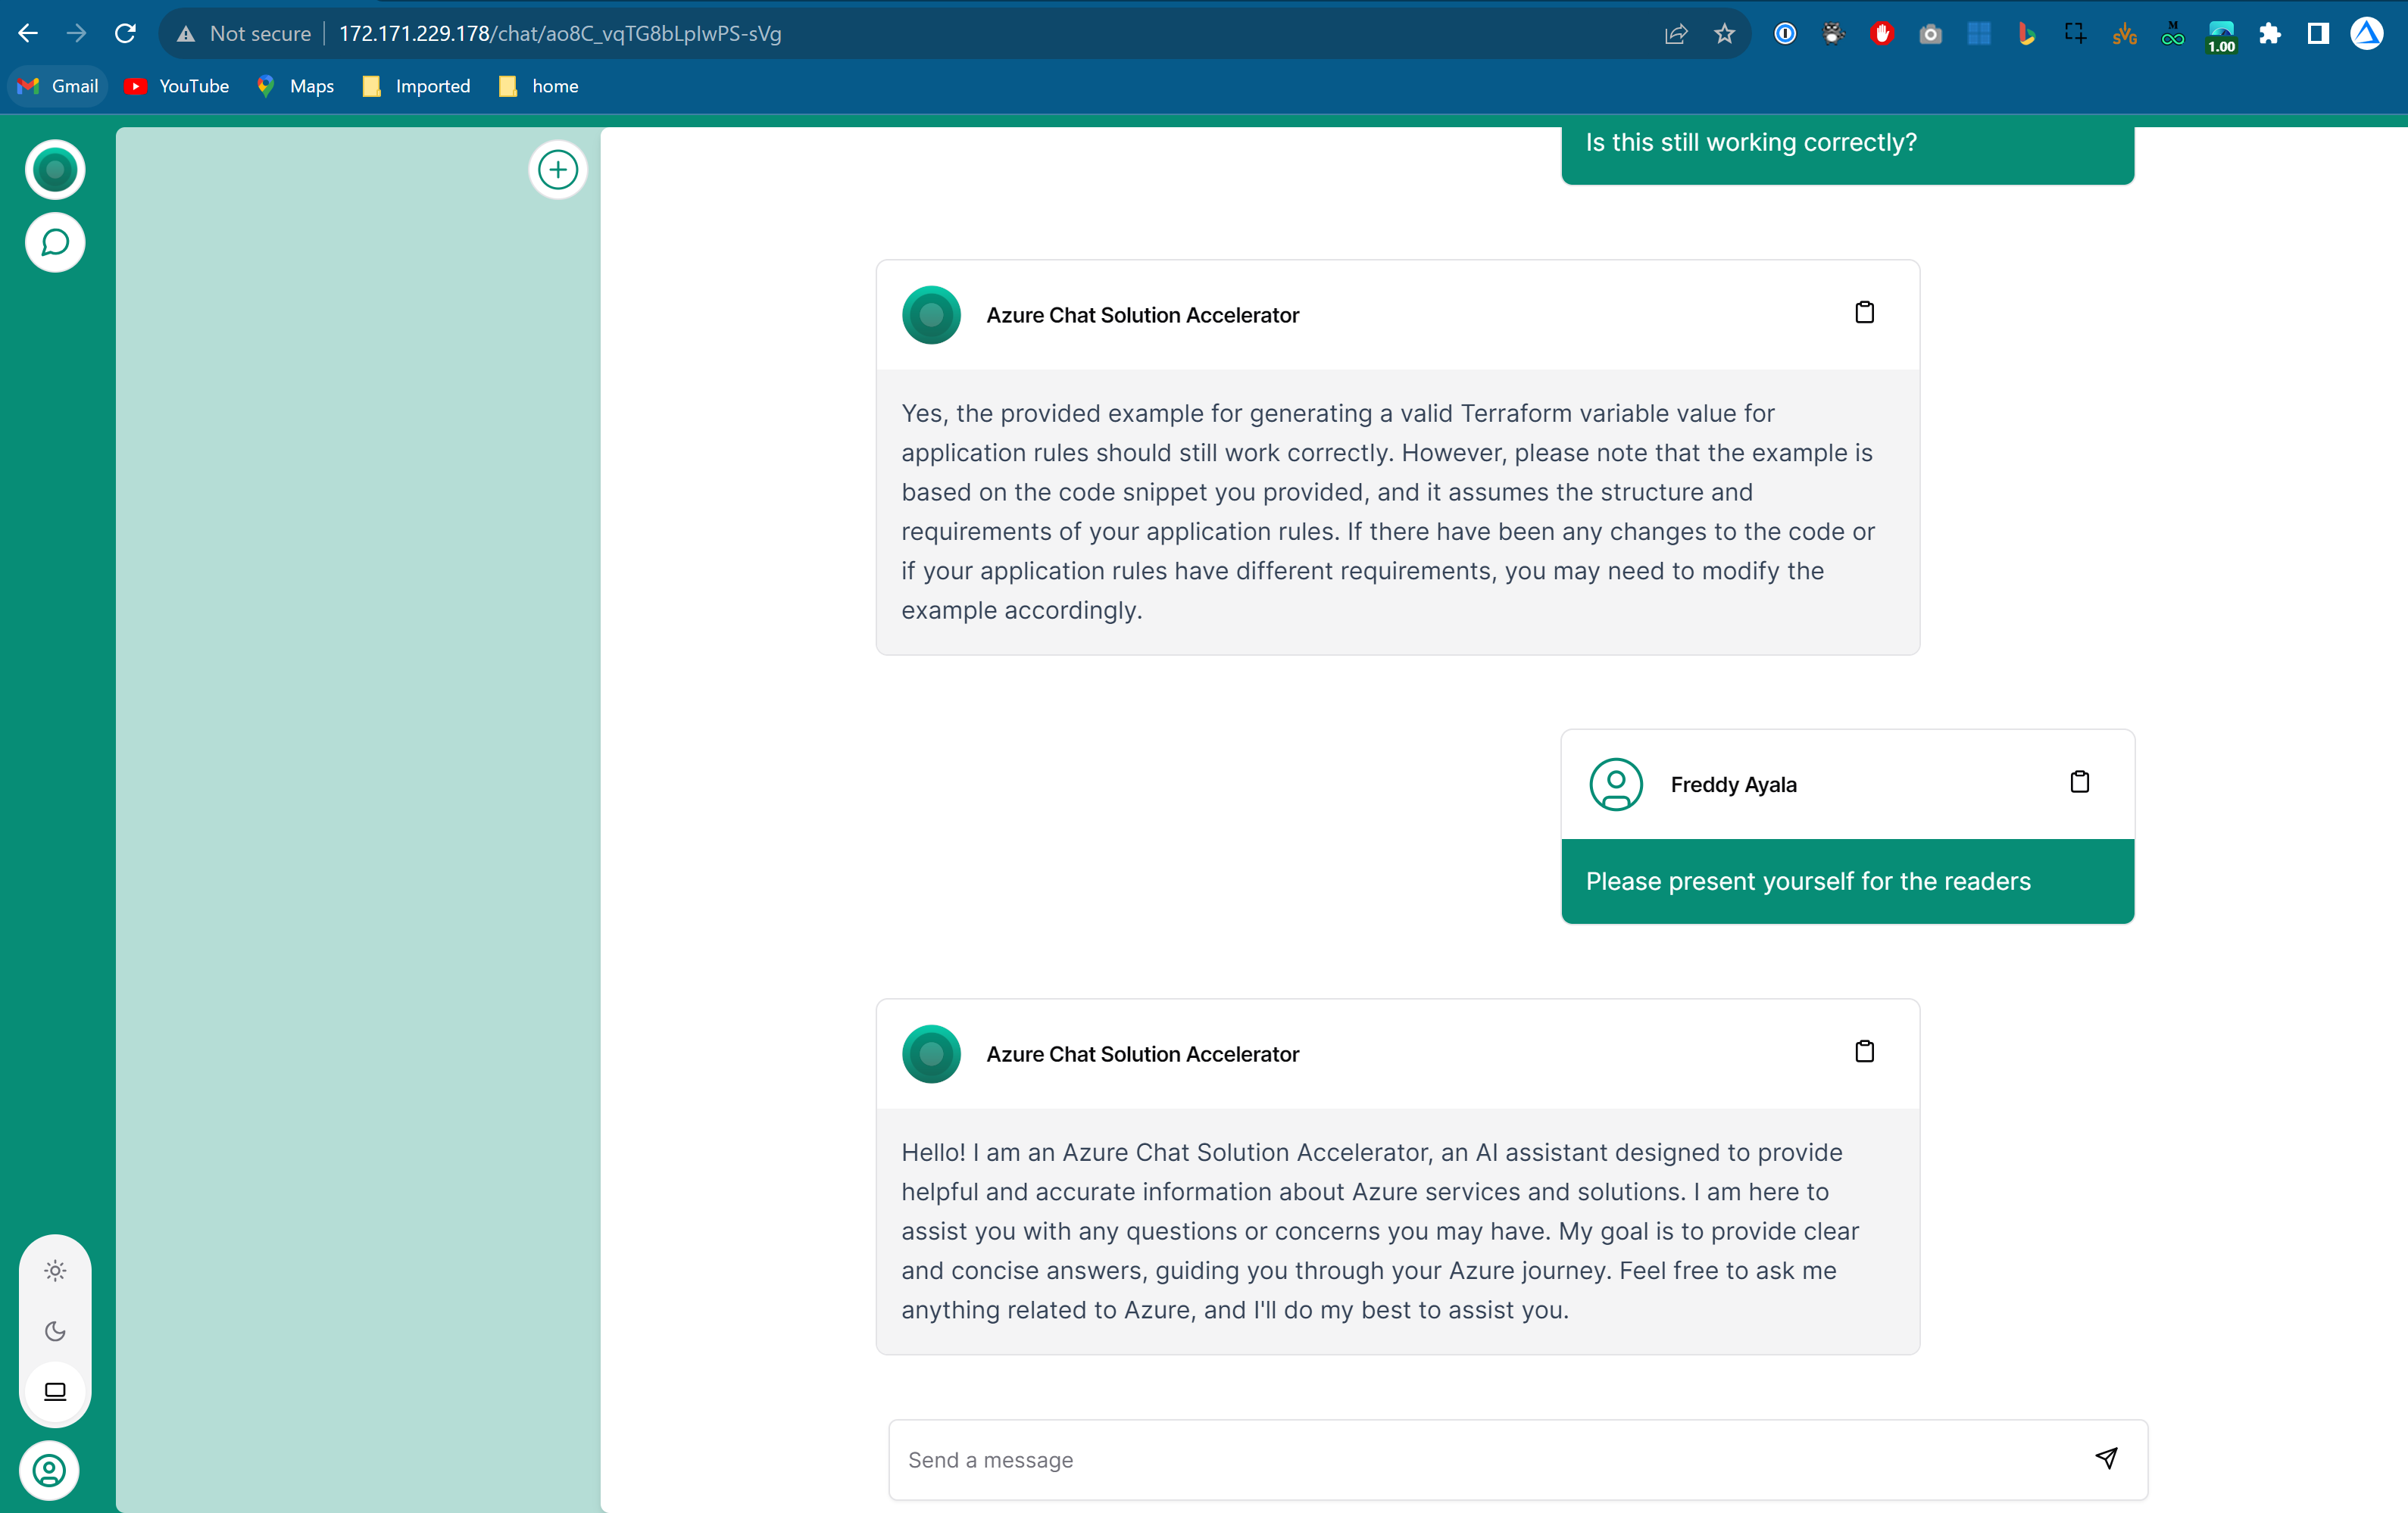 Not secure 172.171.229.178/chat/ao8C_vqTG8bLpIwPS-sVg
SVG
M
1.00
Gmail YouTube Maps Imported home
Is this still working correctly?
Azure Chat Solution Accelerator
Yes, the provided example for generating a valid Terraform variable value for
application rules should still work correctly. However, please note that the example is
based on the code snippet you provided, and it assumes the structure and
requirements of your application rules. If there have been any changes to the code or
if your application rules have different requirements, you may need to modify the
example accordingly.
Freddy Ayala
Please present yourself for the readers
Azure Chat Solution Accelerator
Hello! I am an Azure Chat Solution Accelerator, an AI assistant designed to provide
helpful and accurate information about Azure services and solutions. I am here to
assist you with any questions or concerns you may have. My goal is to provide clear
and concise answers, guiding you through your Azure journey. Feel free to ask me
anything related to Azure, and I'll do my best to assist you.
Send a message